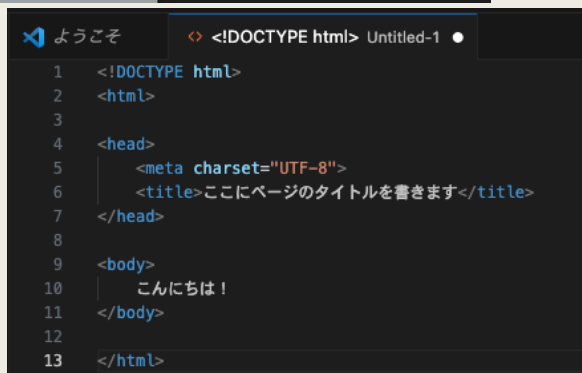 ようこそ
<!DOCTYPE html> Untitled-1
1 <!DOCTYPE html>
2 <html>
3
4 <head>
5 <meta charset="UTF-8">
6 <title>ここにページのタイトルを書きます</title>
7 </head>
8
9 <body>
10 こんにちは！
11 </body>
12
13 </html>